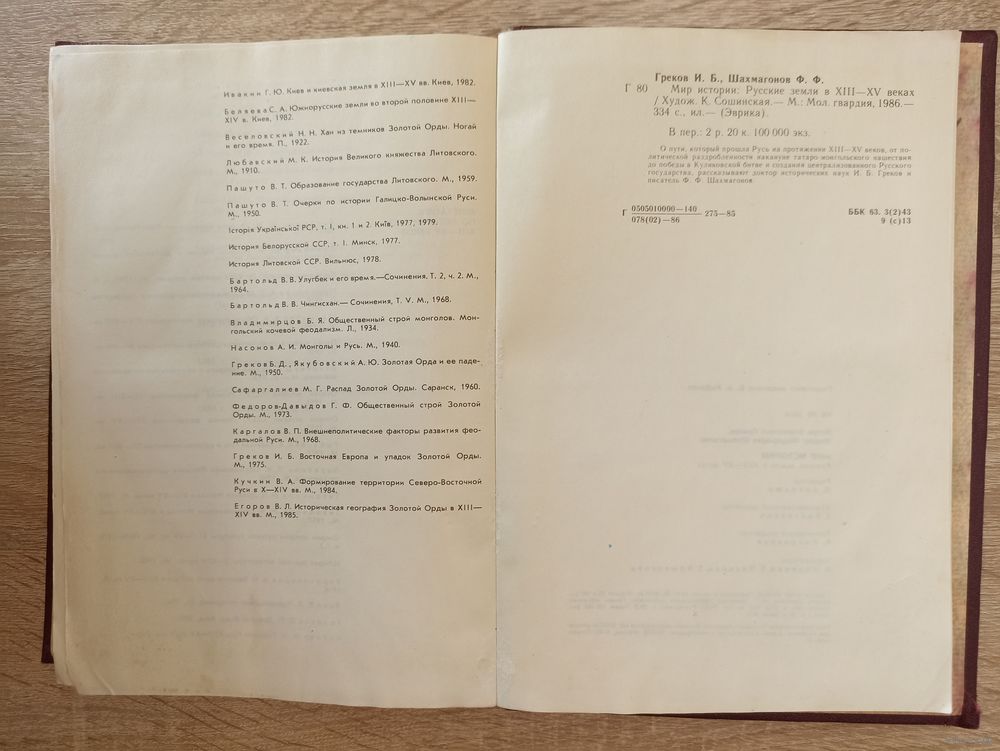 Ивакин Г. Ю. Киев и киевская земля в XIII—XV вв. Киев, 1982.
Беляева С. А. Южнорусские земли во второй половине XIII—
XIV в. Киев, 1982.
Веселовский Н. Н. Хан из темников Золотой Орды. Ногай
и его время. П., 1922.
Любавский М. К. История Великого княжества Литовского.
М., 1910.
Пашуто В. Т. Образование государства Литовского. М., 1959.
Пашуто В. Т. Очерки по истории Галицко-Волынской Руси.
М., 1950.
Історія Української РСР, т. I, кн. 1 и 2. Київ, 1977, 1979.
История Белорусской ССР, т. I. Минск, 1977.
История Литовской ССР. Вильнюс, 1978.
Бартольд В. В. Улугбек и его время.—Сочинения. Т. 2, ч. 2. М.,
1964.
Бартольд В. В. Чингисхан.— Сочинения, Т. V. М., 1968.
Владимирцов Б. Я. Общественный строй монголов. Мон-
гольский кочевой феодализм. Л., 1934.
Насонов А. И. Монголы и Русь. М., 1940.
Греков Б. Д., Якубовский А. Ю. Золотая Орда и ее паде-
ние. М., 1950.
Сафаргалиев М. Г. Распад Золотой Орды. Саранск, 1960.
Федоров-Давыдов Г. Ф. Общественный строй Золотой
Орды. М., 1973.
Каргалов В. П. Внешнеполитические факторы развития фео-
дальной Руси. М., 1968.
Греков И. Б. Восточная Европа и упадок Золотой Орды.
М., 1975.
Кучкин В. А. Формирование территории Северо-Восточной
Руси в X—XIV вв. М., 1984.
Егоров В. Л. Историческая география Золотой Орды в XIII—
XIV вв. М., 1985.
Греков И. Б., Шахмагонов Ф. Ф.
Г 80 Мир истории: Русские земли в XIII—XV веках
/ Худож. К. Сошинская.— М.: Мол. гвардия, 1986.—
334 с., ил.— (Эврика).
В пер.: 2 р. 20 к. 100 000 экз.
О пути, который прошла Русь на протяжении XIII—XV веков, от по-
литической раздробленности накануне татаро-монгольского нашествия
до победы в Куликовской битве и создания централизованного Русского
государства, рассказывают доктор исторических наук И. Б. Греков и
писатель Ф. Ф. Шахмагонов.
Г 0505010000—140
078(02)—86 275—85
ББК 63. 3(2)43
9 (с)13